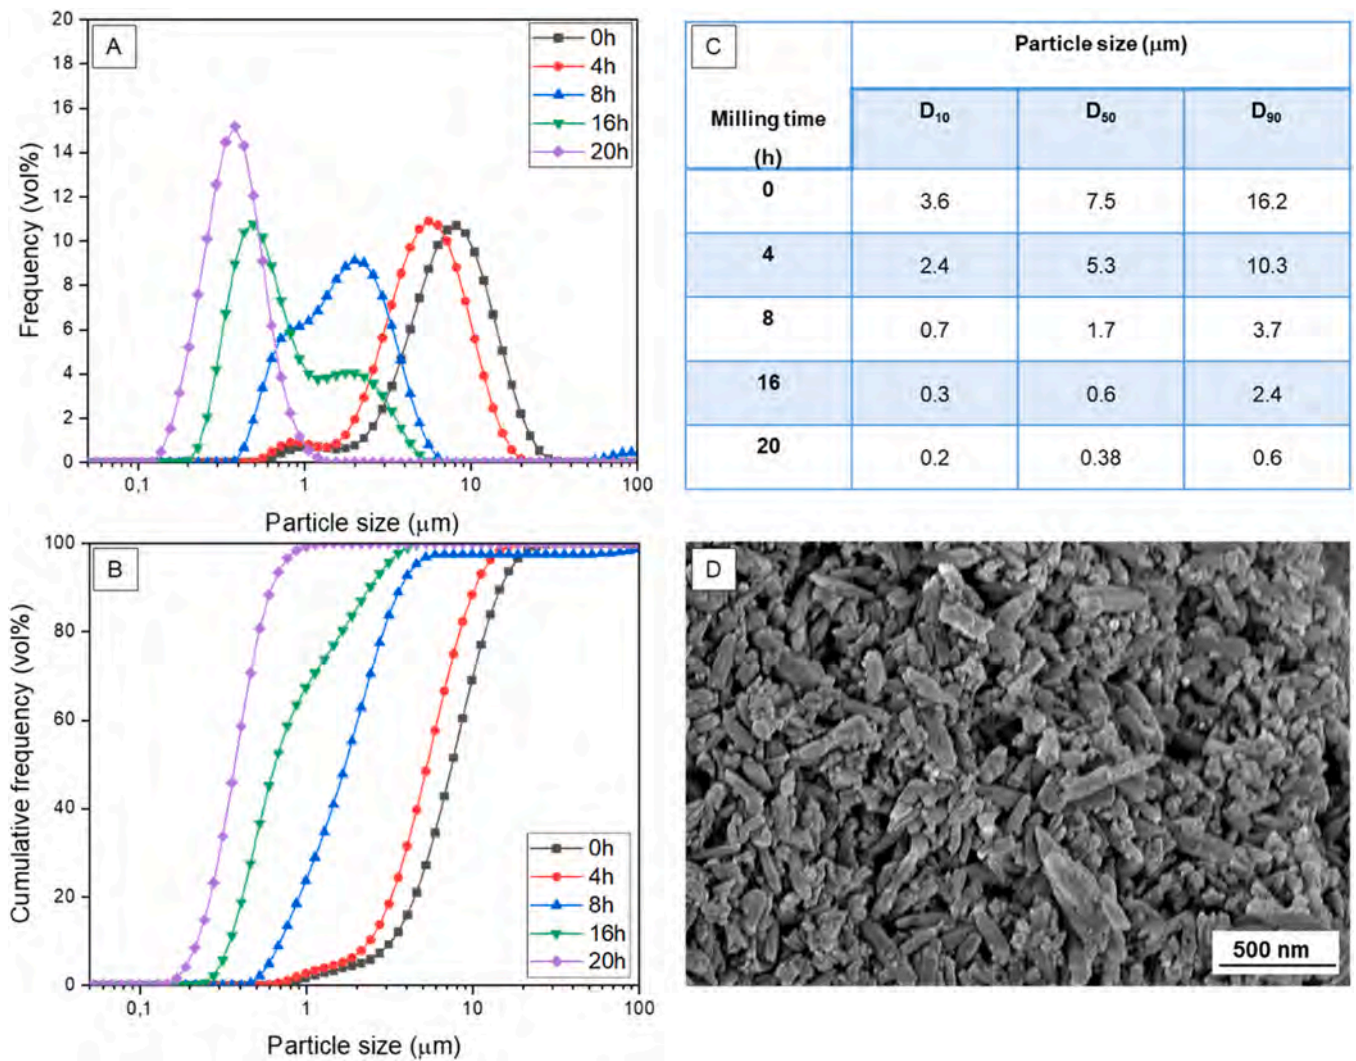 A
20
18
16
14
12
10
8
6
4
2
0
Frequency (vol%)
0h
4h
8h
16h
20h
0,1 1 10 100
Particle size (μm)
B
100
80
60
40
20
0
Cumulative frequency (vol%)
0h
4h
8h
16h
20h
0,1 1 10 100
Particle size (μm)
C
Particle size (μm)
Milling time
(h)
D10 D50 D90
0 3.6 7.5 16.2
4 2.4 5.3 10.3
8 0.7 1.7 3.7
16 0.3 0.6 2.4
20 0.2 0.38 0.6
D
500 nm